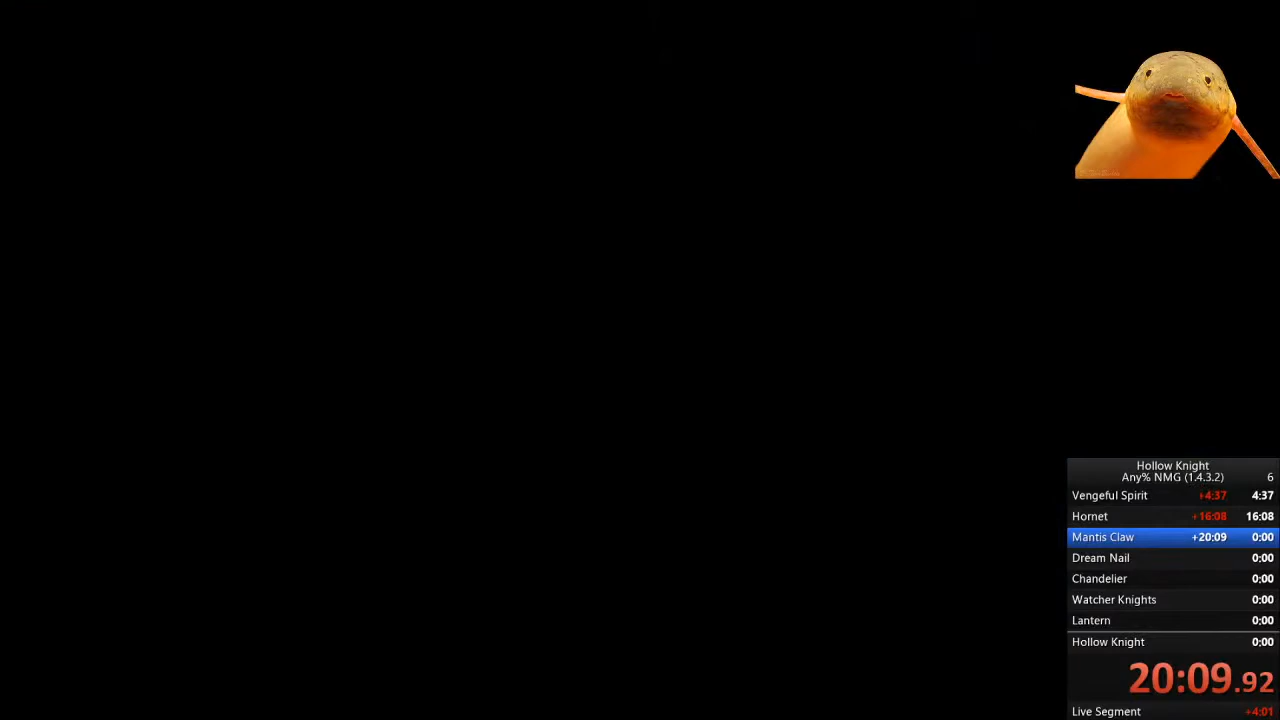 Hollow Knight
Any% NMG (1.4.3.2) 6
Vengeful Spirit +4:37 4:37
Hornet +16:08 16:08
Mantis Claw +20:09 0:00
Dream Nail 0:00
Chandelier 0:00
Watcher Knights 0:00
Lantern 0:00
Hollow Knight 0:00
20:09.92
Live Segment +4:01